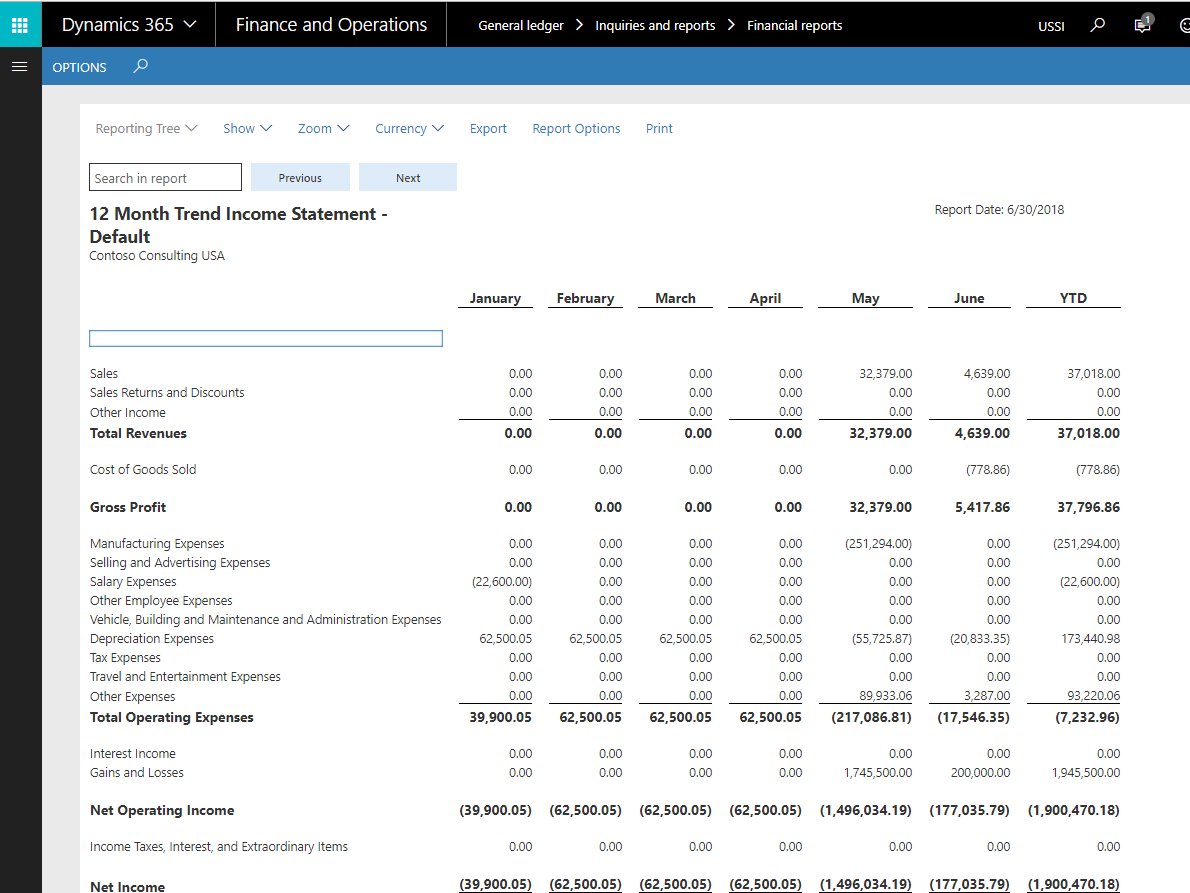 Dynamics 365 Finance and Operations General ledger > Inquiries and reports > Financial reports USSI 1
OPTIONS
Reporting Tree Show Zoom Currency Export Report Options Print
Search in report Previous Next
12 Month Trend Income Statement - Report Date: 6/30/2018
Default
Contoso Consulting USA
January February March April May June YTD
Sales 0.00 0.00 0.00 0.00 32,379.00 4,639.00 37,018.00
Sales Returns and Discounts 0.00 0.00 0.00 0.00 0.00 0.00 0.00
Other Income 0.00 0.00 0.00 0.00 0.00 0.00 0.00
Total Revenues 0.00 0.00 0.00 0.00 32,379.00 4,639.00 37,018.00
Cost of Goods Sold 0.00 0.00 0.00 0.00 0.00 (778.86) (778.86)
Gross Profit 0.00 0.00 0.00 0.00 32,379.00 5,417.86 37,796.86
Manufacturing Expenses 0.00 0.00 0.00 0.00 (251,294.00) 0.00 (251,294.00)
Selling and Advertising Expenses 0.00 0.00 0.00 0.00 0.00 0.00 0.00
Salary Expenses (22,600.00) 0.00 0.00 0.00 0.00 0.00 (22,600.00)
Other Employee Expenses 0.00 0.00 0.00 0.00 0.00 0.00 0.00
Vehicle, Building and Maintenance and Administration Expenses 0.00 0.00 0.00 0.00 0.00 0.00 0.00
Depreciation Expenses 62,500.05 62,500.05 62,500.05 62,500.05 (55,725.87) (20,833.35) 173,440.98
Tax Expenses 0.00 0.00 0.00 0.00 0.00 0.00 0.00
Travel and Entertainment Expenses 0.00 0.00 0.00 0.00 0.00 0.00 0.00
Other Expenses 0.00 0.00 0.00 0.00 89,933.06 3,287.00 93,220.06
Total Operating Expenses 39,900.05 62,500.05 62,500.05 62,500.05 (217,086.81) (17,546.35) (7,232.96)
Interest Income 0.00 0.00 0.00 0.00 0.00 0.00 0.00
Gains and Losses 0.00 0.00 0.00 0.00 1,745,500.00 200,000.00 1,945,500.00
Net Operating Income (39,900.05) (62,500.05) (62,500.05) (62,500.05) (1,496,034.19) (177,035.79) (1,900,470.18)
Income Taxes, Interest, and Extraordinary Items 0.00 0.00 0.00 0.00 0.00 0.00 0.00
Net Income (39,900.05) (62,500.05) (62,500.05) (62,500.05) (1,496,034.19) (177,035.79) (1,900,470.18)